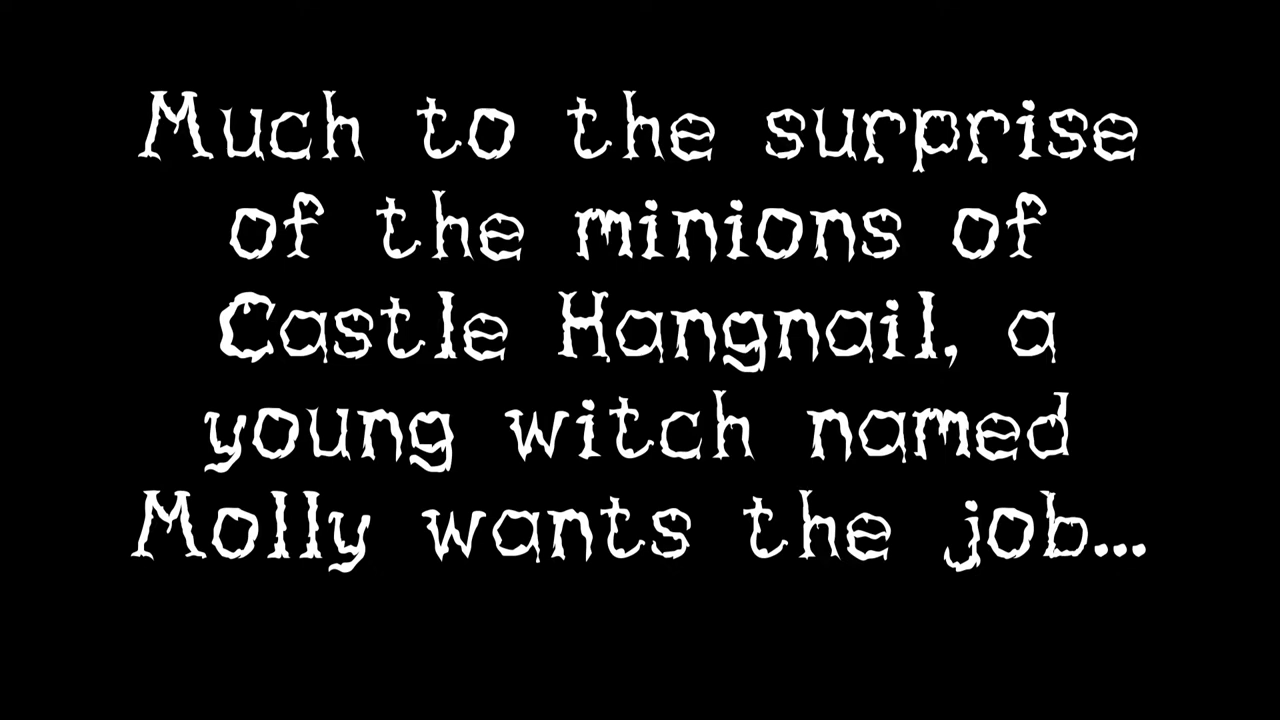 Much to the surprise
of the minions of
Castle Hangnail, a
young witch named
Molly wants the job...